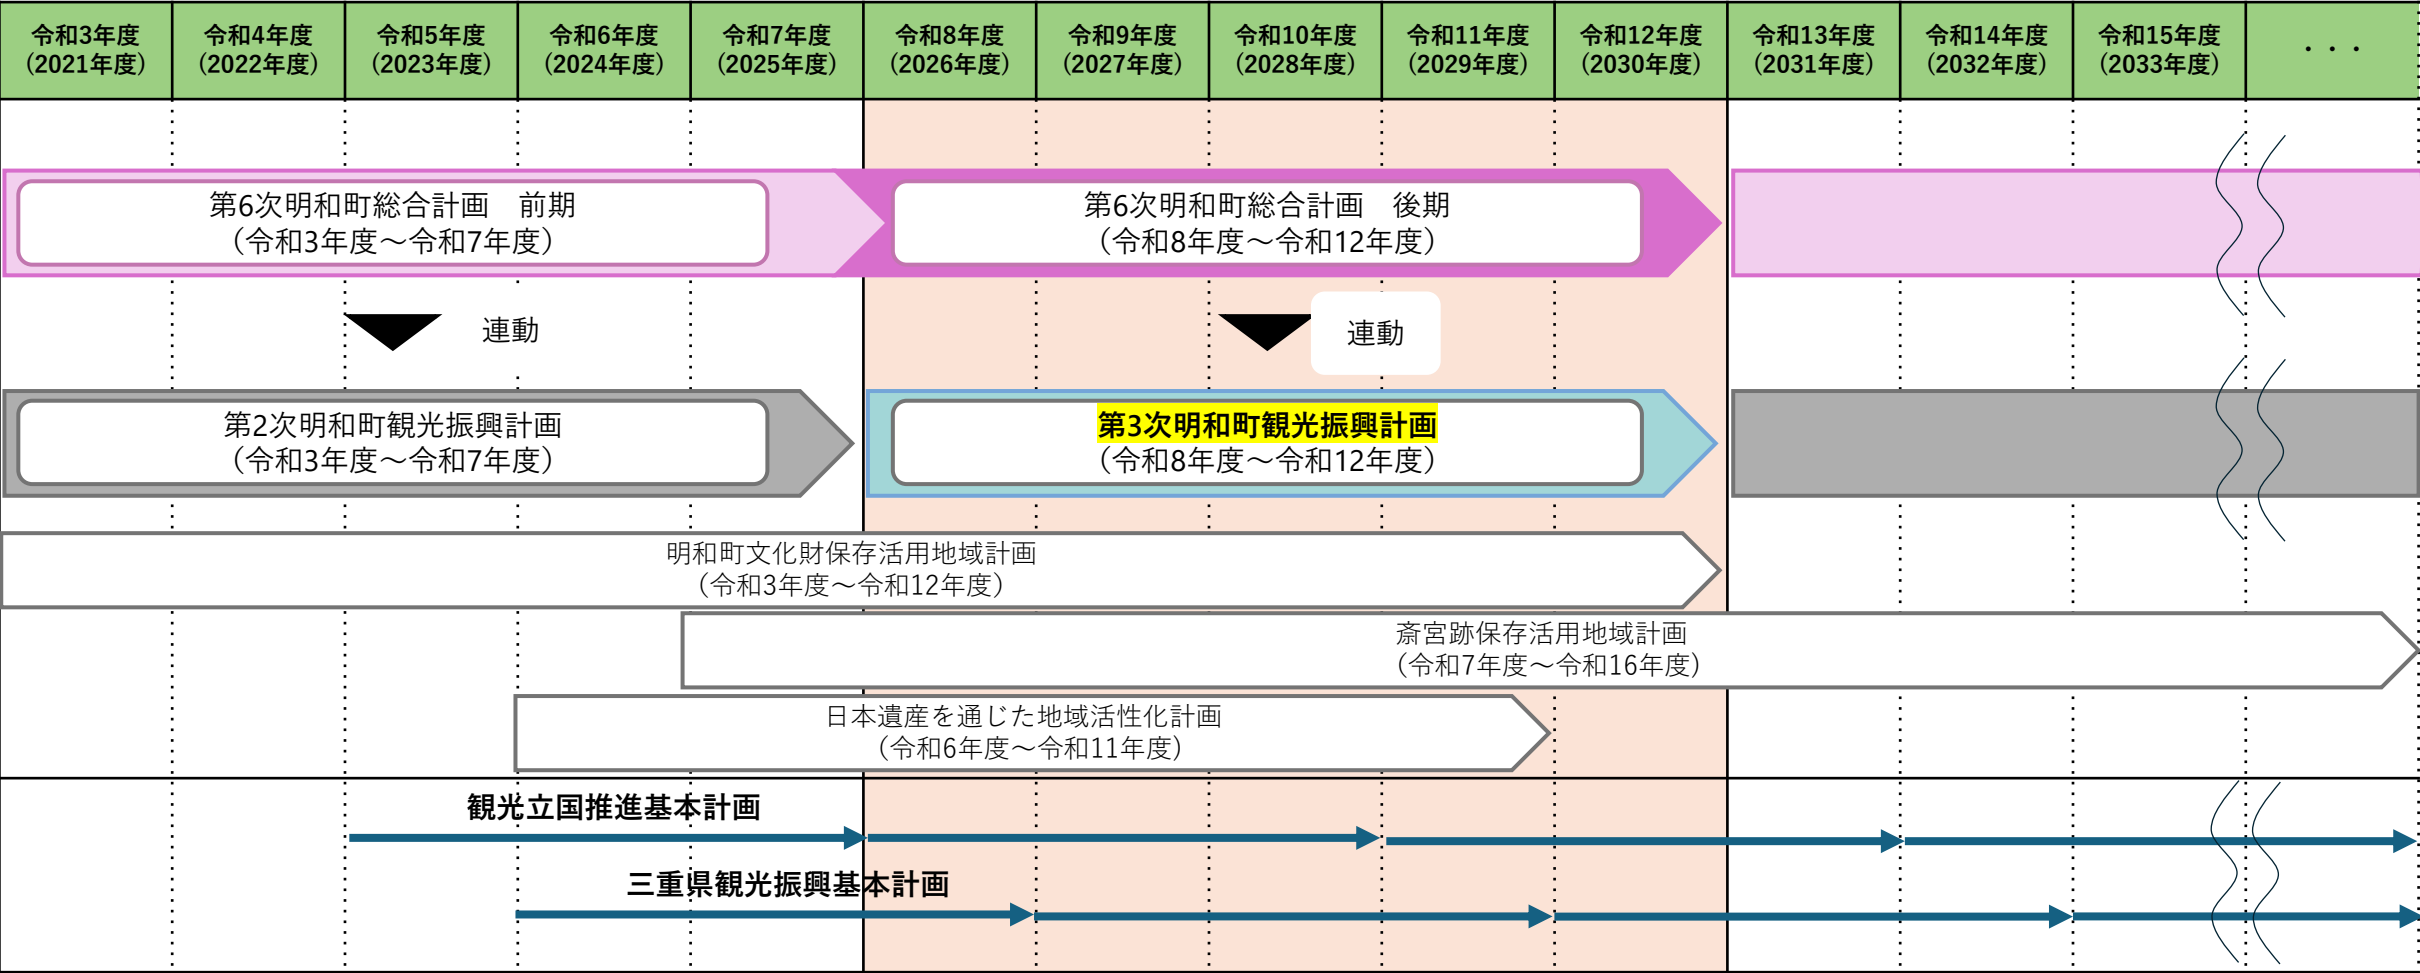 令和3年度
(2021年度)
令和4年度
(2022年度)
令和5年度
(2023年度)
令和6年度
(2024年度)
令和7年度
(2025年度)
令和8年度
(2026年度)
令和9年度
(2027年度)
令和10年度
(2028年度)
令和11年度
(2029年度)
令和12年度
(2030年度)
令和13年度
(2031年度)
令和14年度
(2032年度)
令和15年度
(2033年度)
・・・
第6次明和町総合計画　前期
（令和3年度～令和7年度）
第6次明和町総合計画　後期
（令和8年度～令和12年度）
連動
連動
第2次明和町観光振興計画
（令和3年度～令和7年度）
第3次明和町観光振興計画
（令和8年度～令和12年度）
明和町文化財保存活用地域計画
（令和3年度～令和12年度）
斎宮跡保存活用地域計画
（令和7年度～令和16年度）
日本遺産を通じた地域活性化計画
（令和6年度～令和11年度）
観光立国推進基本計画
三重県観光振興基本計画